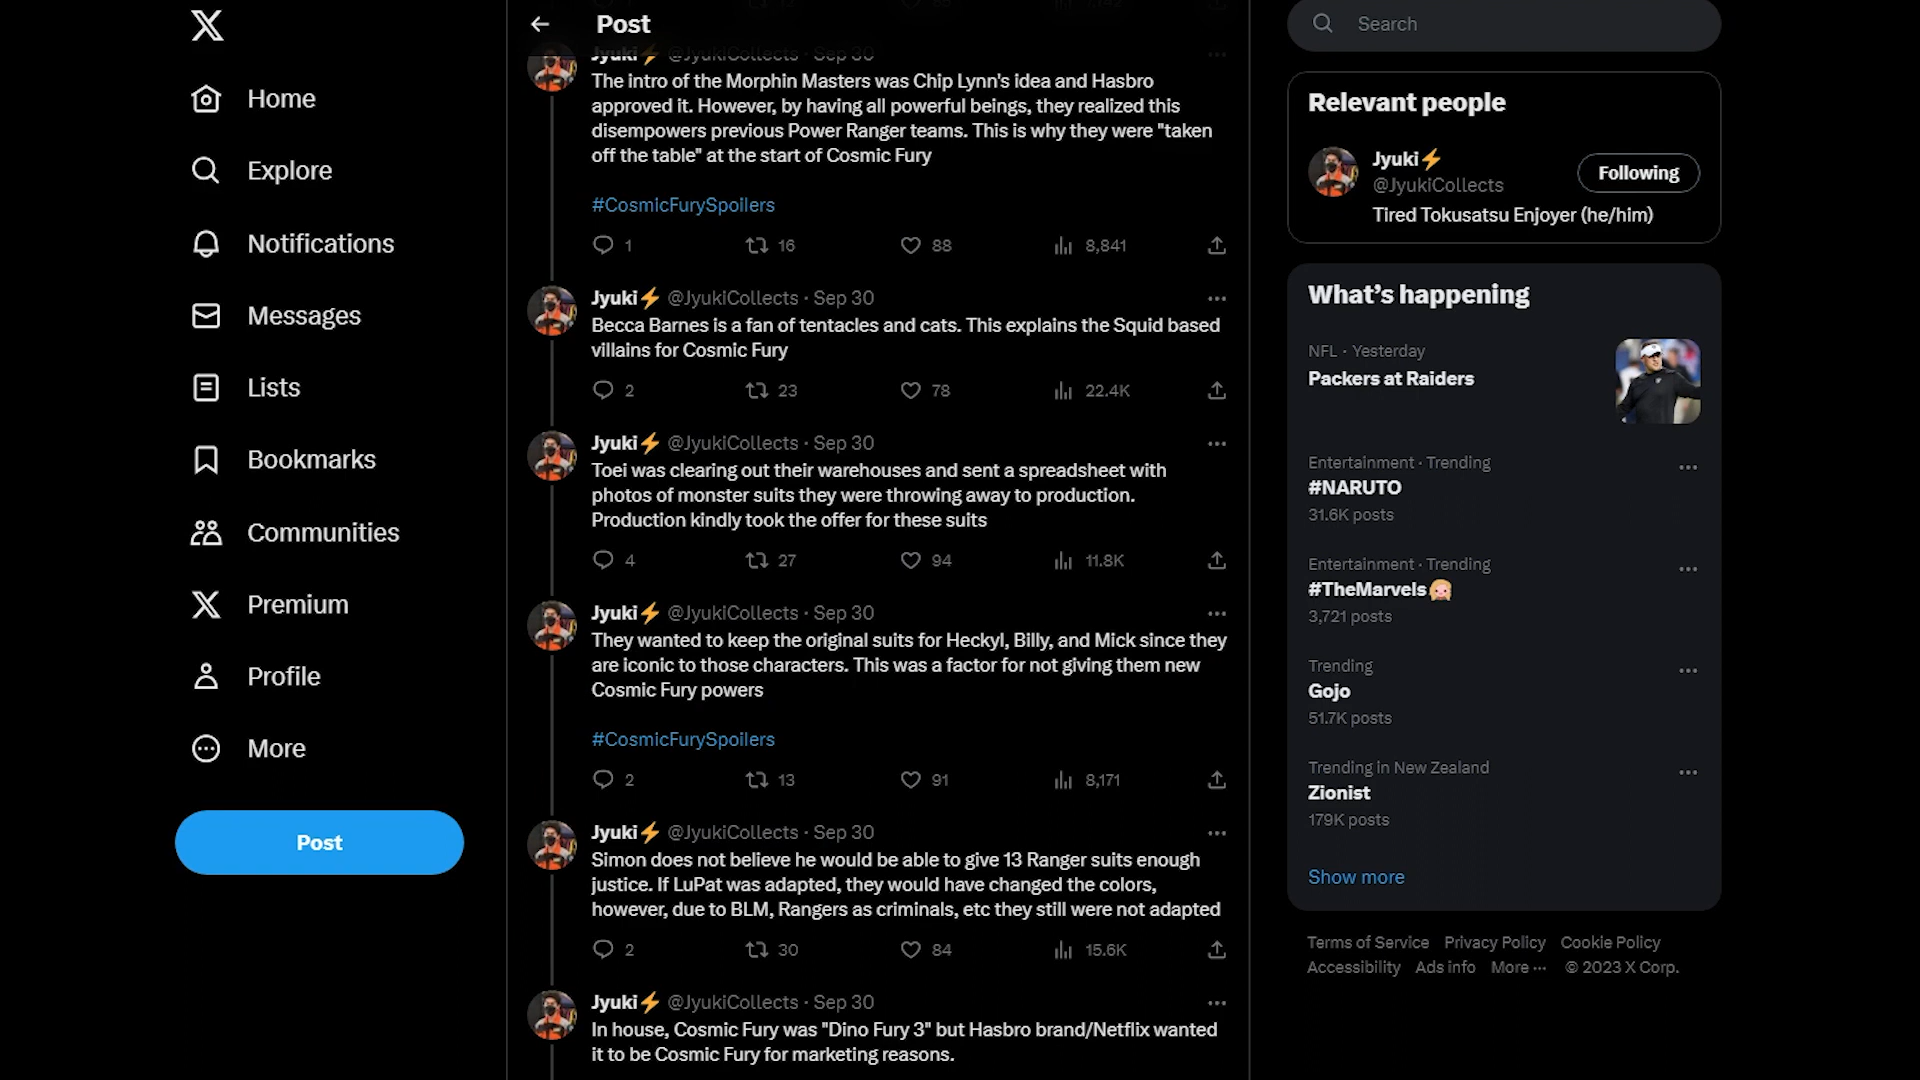 Home
Explore
Notifications
Messages
Lists
Bookmarks
Communities
Premium
Profile
More
Post
Post
Jyuki⚡ @JyukiCollects · Sep 30
The intro of the Morphin Masters was Chip Lynn's idea and Hasbro
approved it. However, by having all powerful beings, they realized this
disempowers previous Power Ranger teams. This is why they were "taken
off the table" at the start of Cosmic Fury
#CosmicFurySpoilers
1 16 88 8,841
Jyuki⚡ @JyukiCollects · Sep 30
Becca Barnes is a fan of tentacles and cats. This explains the Squid based
villains for Cosmic Fury
2 23 78 22.4K
Jyuki⚡ @JyukiCollects · Sep 30
Toei was clearing out their warehouses and sent a spreadsheet with
photos of monster suits they were throwing away to production.
Production kindly took the offer for these suits
4 27 94 11.8K
Jyuki⚡ @JyukiCollects · Sep 30
They wanted to keep the original suits for Heckyl, Billy, and Mick since they
are iconic to those characters. This was a factor for not giving them new
Cosmic Fury powers
#CosmicFurySpoilers
2 13 91 8,171
Jyuki⚡ @JyukiCollects · Sep 30
Simon does not believe he would be able to give 13 Ranger suits enough
justice. If LuPat was adapted, they would have changed the colors,
however, due to BLM, Rangers as criminals, etc they still were not adapted
2 30 84 15.6K
Jyuki⚡ @JyukiCollects · Sep 30
In house, Cosmic Fury was "Dino Fury 3" but Hasbro brand/Netflix wanted
it to be Cosmic Fury for marketing reasons.
Search
Relevant people
Jyuki⚡
@JyukiCollects
Following
Tired Tokusatsu Enjoyer (he/him)
What's happening
NFL · Yesterday
Packers at Raiders
Entertainment · Trending
#NARUTO
31.6K posts
Entertainment · Trending
#TheMarvels
3,721 posts
Trending
Gojo
51.7K posts
Trending in New Zealand
Zionist
179K posts
Show more
Terms of Service Privacy Policy Cookie Policy
Accessibility Ads info More ··· © 2023 X Corp.